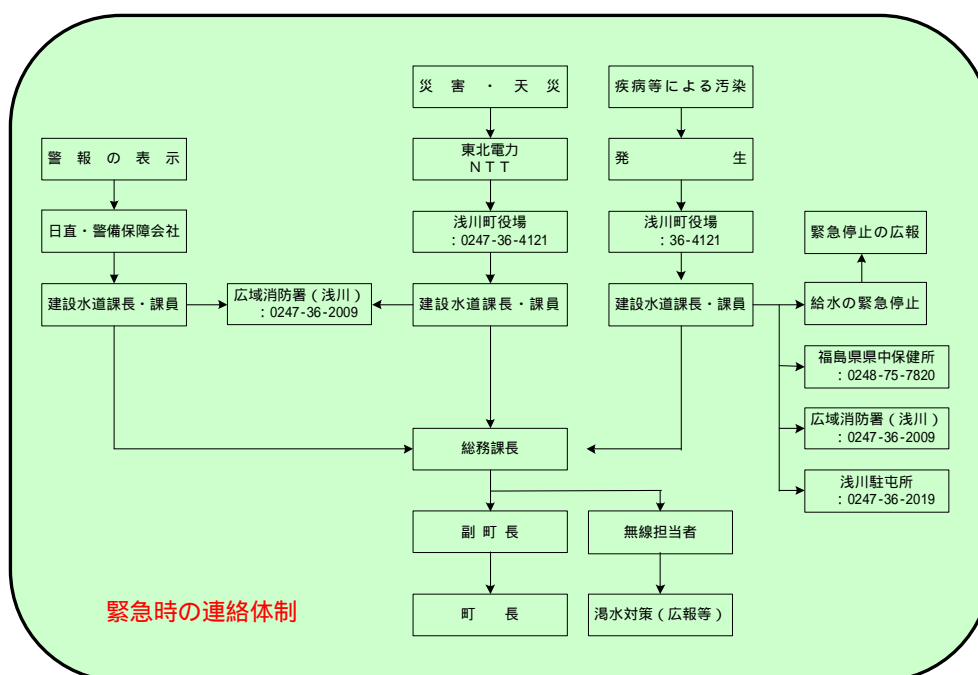 災 害 ・ 天 災
疾病等による汚染
警 報 の 表 示
東北電力
ＮＴＴ
発 生
日直・警備保障会社
浅川町役場
：0247-36-4121
浅川町役場
：36-4121
緊急停止の広報
建設水道課長・課員
広域消防署（浅川）
：0247-36-2009
建設水道課長・課員
建設水道課長・課員
給水の緊急停止
福島県県中保健所
：0248-75-7820
広域消防署（浅川）
：0247-36-2009
総務課長
浅川駐屯所
：0247-36-2019
副 町 長
無線担当者
町 長
渇水対策（広報等）
緊急時の連絡体制